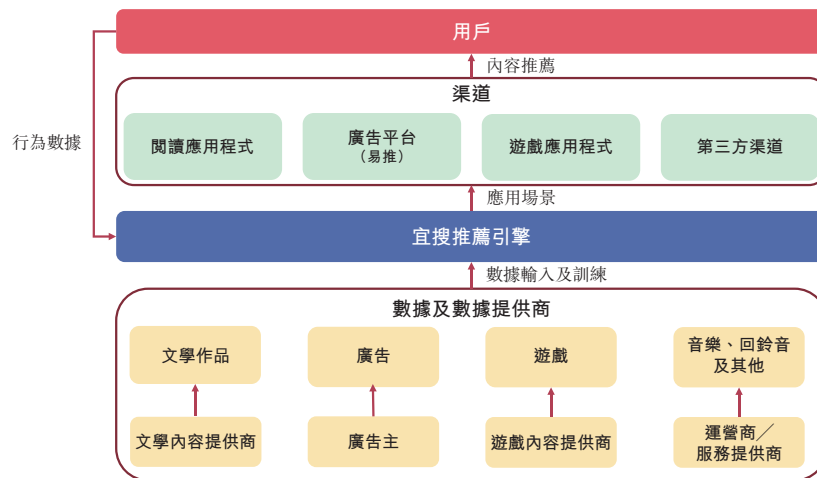 用戶
內容推薦
渠道
行為數據
閱讀應用程式
廣告平台
（易推）
遊戲應用程式
第三方渠道
應用場景
宜搜推薦引擎
數據輸入及訓練
數據及數據提供商
文學作品
廣告
遊戲
音樂、回鈴音
及其他
文學內容提供商
廣告主
遊戲內容提供商
運營商／
服務提供商